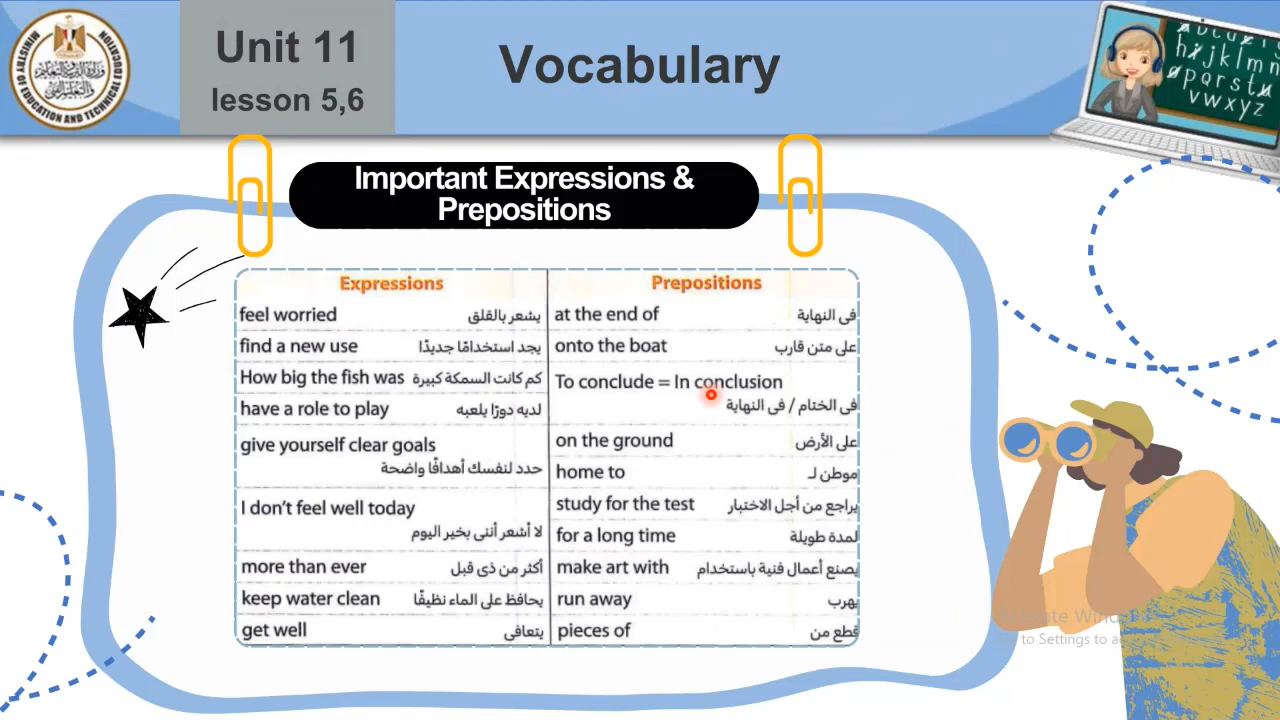 Unit 11
lesson 5,6
Vocabulary
MINISTRY OF EDUCATION AND TECHNICAL EDUCATION
Important Expressions &
Prepositions
Expressions
feel worried يشعر بالقلق
find a new use يجد استخدامًا جديدًا
How big the fish was كم كانت السمكة كبيرة
have a role to play لديه دورًا يلعبه
give yourself clear goals
حدد لنفسك أهدافًا واضحة
I don't feel well today
لا أشعر أننى بخير اليوم
more than ever أكثر من ذى قبل
keep water clean يحافظ على الماء نظيفًا
get well يتعافى
Prepositions
at the end of فى النهاية
onto the boat على متن قارب
To conclude = In conclusion
فى الختام / فى النهاية
on the ground على الأرض
home to موطن لـ
study for the test يراجع من أجل الاختبار
for a long time لمدة طويلة
make art with يصنع أعمال فنية باستخدام
run away يهرب
pieces of قطع من